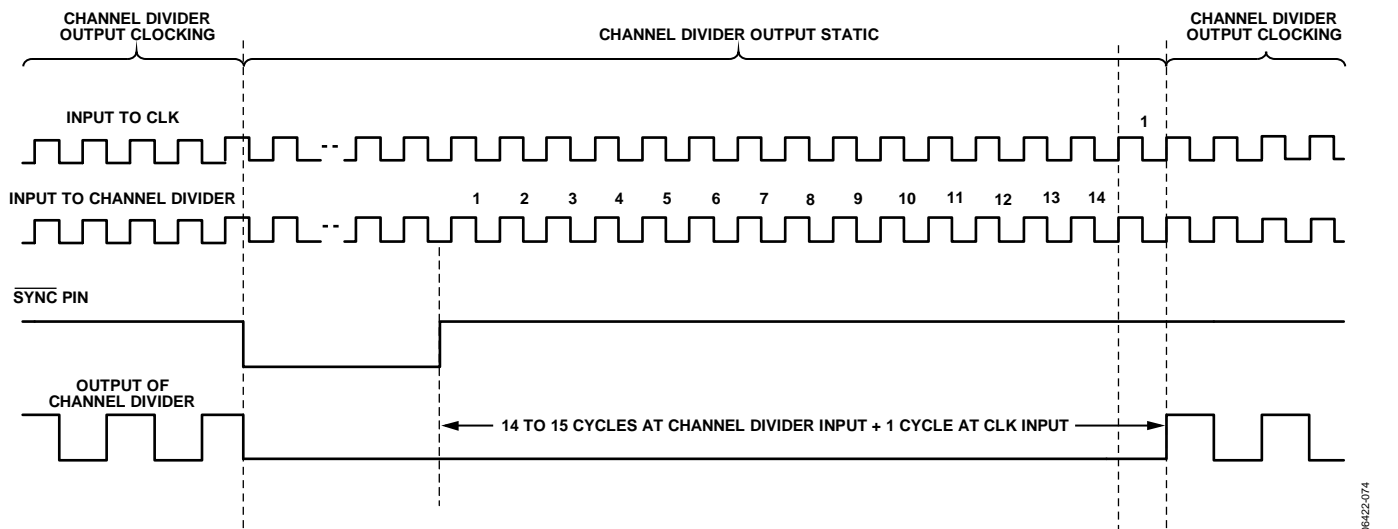 CHANNEL DIVIDER
OUTPUT CLOCKING
CHANNEL DIVIDER OUTPUT STATIC
CHANNEL DIVIDER
OUTPUT CLOCKING
INPUT TO CLK
1
INPUT TO CHANNEL DIVIDER
1 2 3 4 5 6 7 8 9 10 11 12 13 14
SYNC PIN
OUTPUT OF
CHANNEL DIVIDER
14 TO 15 CYCLES AT CHANNEL DIVIDER INPUT + 1 CYCLE AT CLK INPUT
06422-074